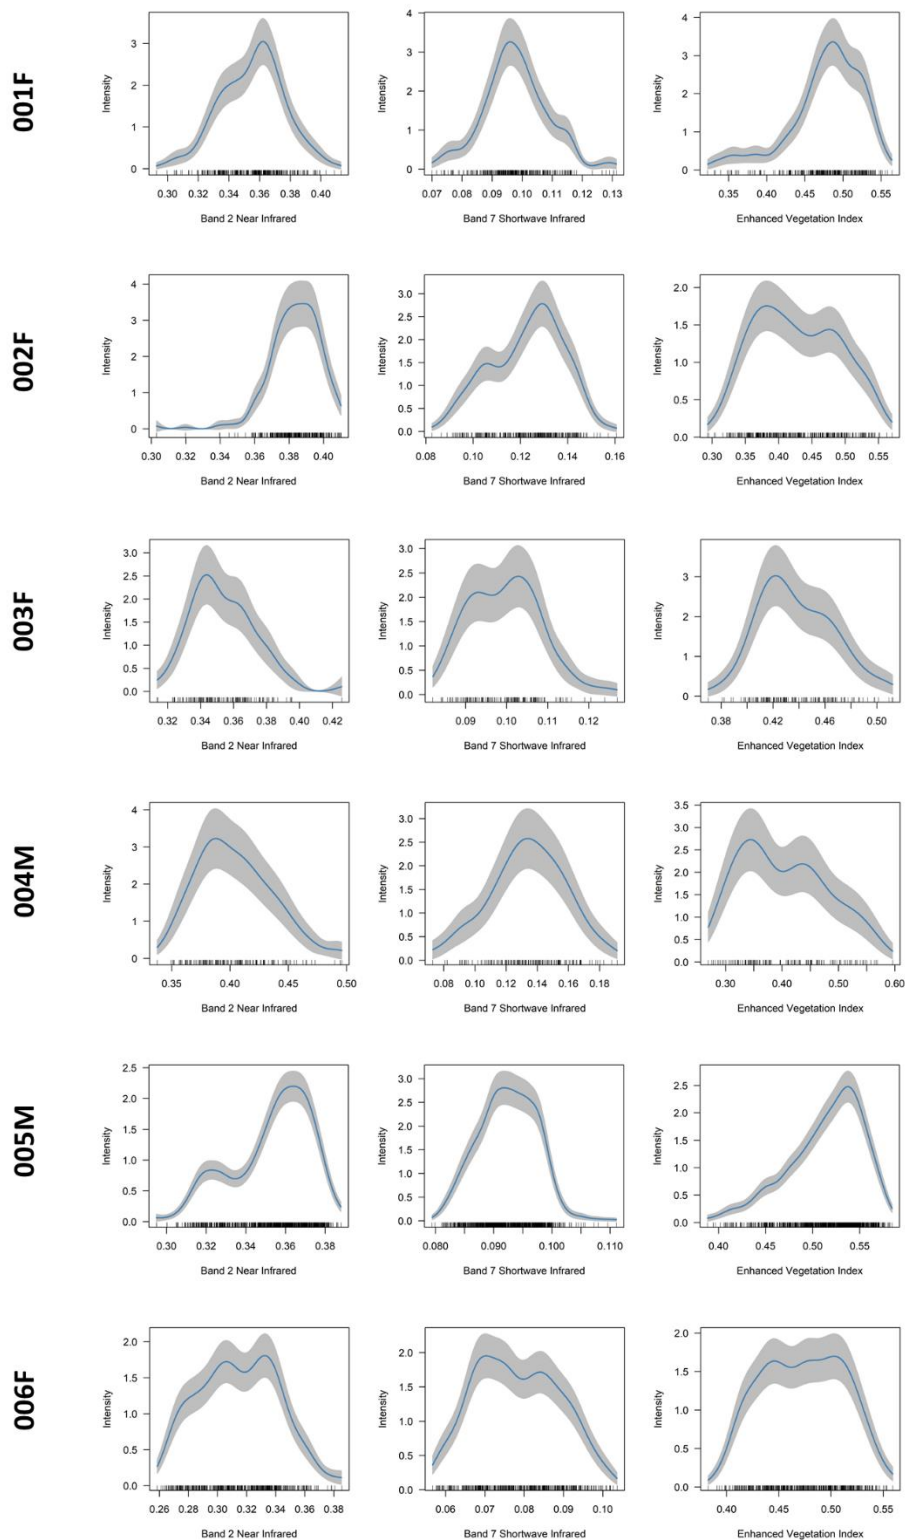 001F
Intensity
3
2
1
0
0.30 0.32 0.34 0.36 0.38 0.40
Band 2 Near Infrared
Intensity
4
3
2
1
0
0.07 0.08 0.09 0.10 0.11 0.12 0.13
Band 7 Shortwave Infrared
Intensity
4
3
2
1
0
0.35 0.40 0.45 0.50 0.55
Enhanced Vegetation Index
002F
Intensity
4
3
2
1
0
0.30 0.32 0.34 0.36 0.38 0.40
Band 2 Near Infrared
Intensity
3.0
2.5
2.0
1.5
1.0
0.5
0.0
0.08 0.10 0.12 0.14 0.16
Band 7 Shortwave Infrared
Intensity
2.0
1.5
1.0
0.5
0.0
0.30 0.35 0.40 0.45 0.50 0.55
Enhanced Vegetation Index
003F
Intensity
3.0
2.5
2.0
1.5
1.0
0.5
0.0
0.32 0.34 0.36 0.38 0.40 0.42
Band 2 Near Infrared
Intensity
3.0
2.5
2.0
1.5
1.0
0.5
0.0
0.09 0.10 0.11 0.12
Band 7 Shortwave Infrared
Intensity
3
2
1
0
0.38 0.42 0.46 0.50
Enhanced Vegetation Index
004M
Intensity
4
3
2
1
0
0.35 0.40 0.45 0.50
Band 2 Near Infrared
Intensity
3.0
2.5
2.0
1.5
1.0
0.5
0.0
0.08 0.10 0.12 0.14 0.16 0.18
Band 7 Shortwave Infrared
Intensity
3.5
3.0
2.5
2.0
1.5
1.0
0.5
0.0
0.30 0.40 0.50 0.60
Enhanced Vegetation Index
005M
Intensity
2.5
2.0
1.5
1.0
0.5
0.0
0.30 0.32 0.34 0.36 0.38
Band 2 Near Infrared
Intensity
3.0
2.5
2.0
1.5
1.0
0.5
0.0
0.080 0.090 0.100 0.110
Band 7 Shortwave Infrared
Intensity
2.5
2.0
1.5
1.0
0.5
0.0
0.40 0.45 0.50 0.55
Enhanced Vegetation Index
006F
Intensity
2.0
1.5
1.0
0.5
0.0
0.26 0.28 0.30 0.32 0.34 0.36 0.38
Band 2 Near Infrared
Intensity
2.0
1.5
1.0
0.5
0.0
0.06 0.07 0.08 0.09 0.10
Band 7 Shortwave Infrared
Intensity
2.0
1.5
1.0
0.5
0.0
0.40 0.45 0.50 0.55
Enhanced Vegetation Index